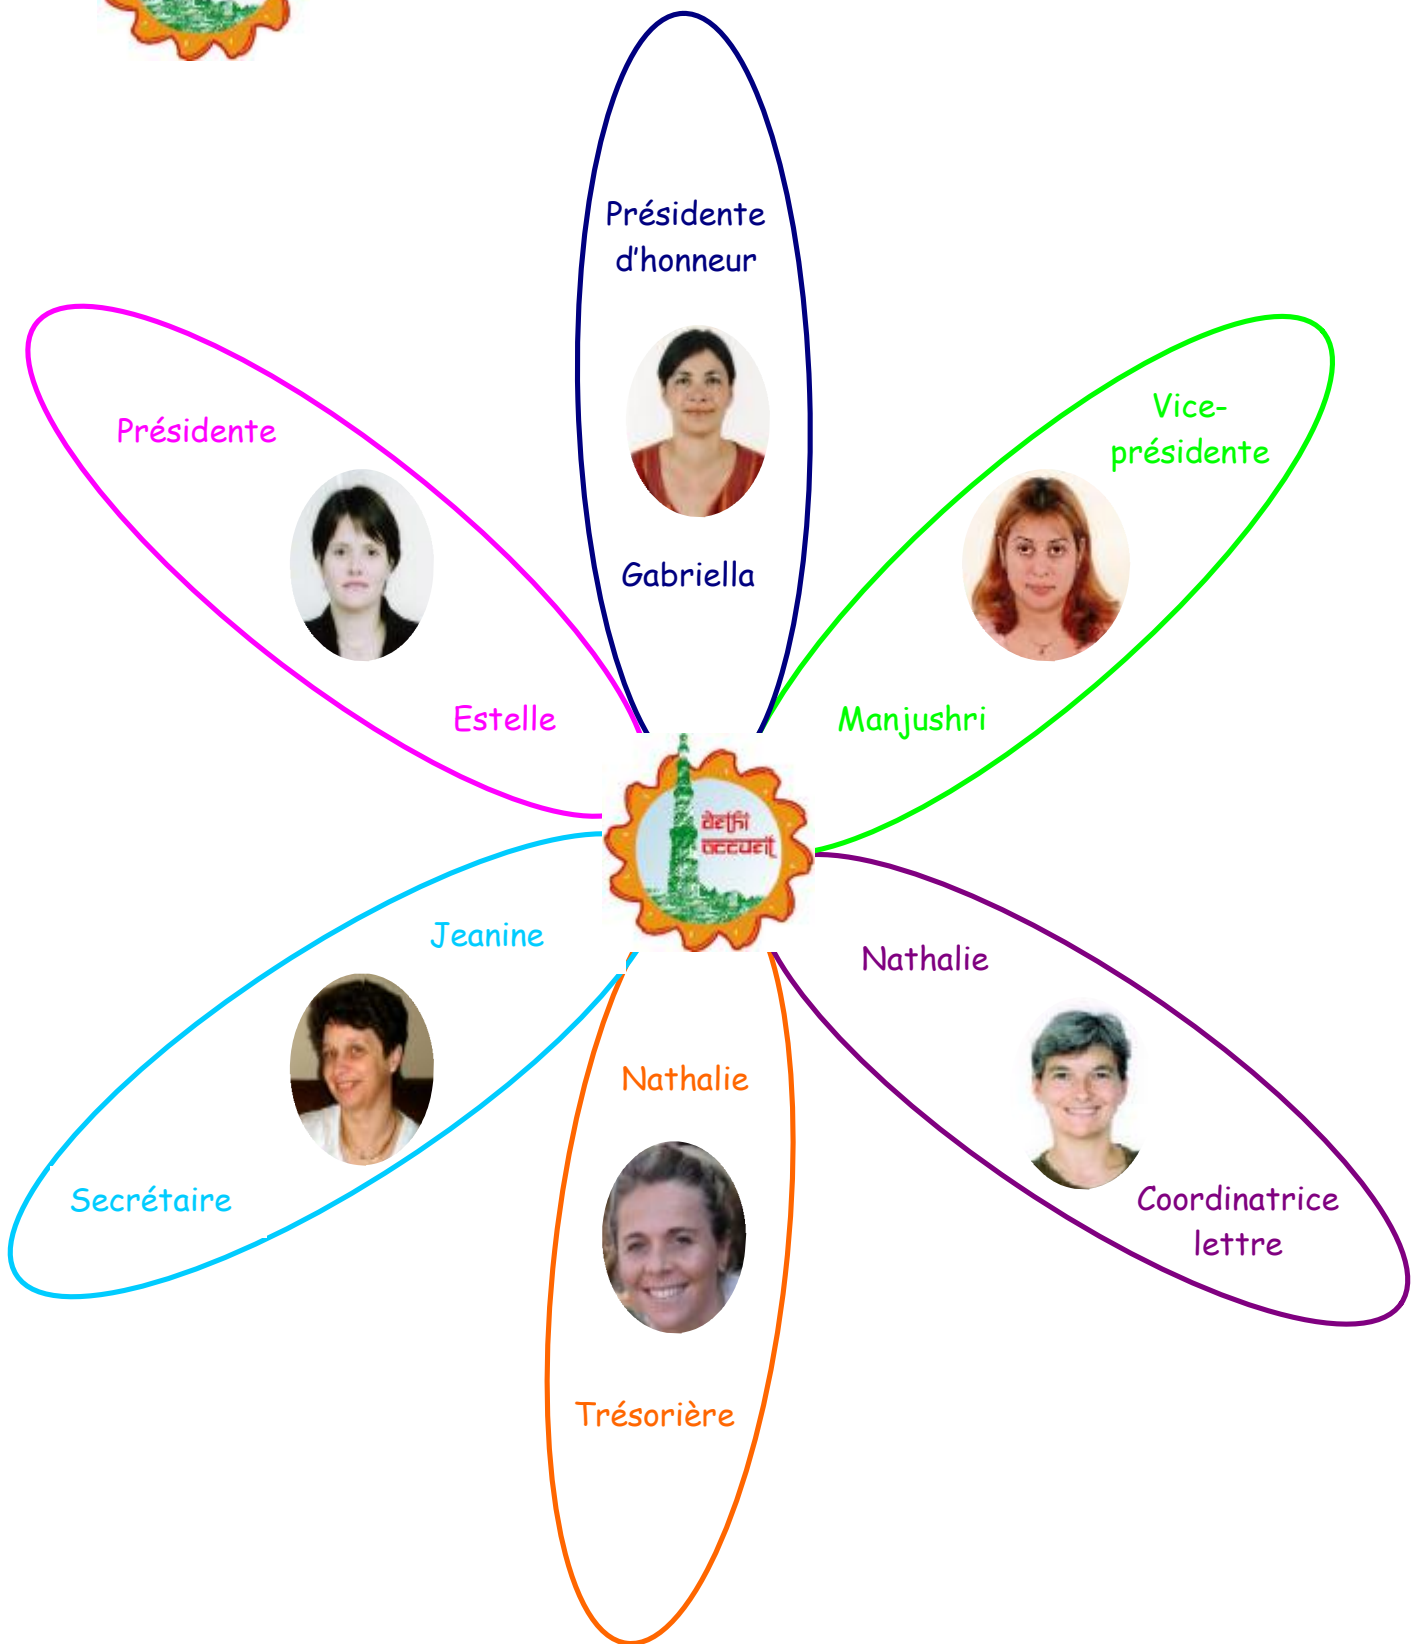 Présidente
d'honneur
Gabriella
Présidente
Estelle
Vice-
présidente
Manjushri
delhi
accueil
Jeanine
Secrétaire
Nathalie
Trésorière
Nathalie
Coordinatrice
lettre